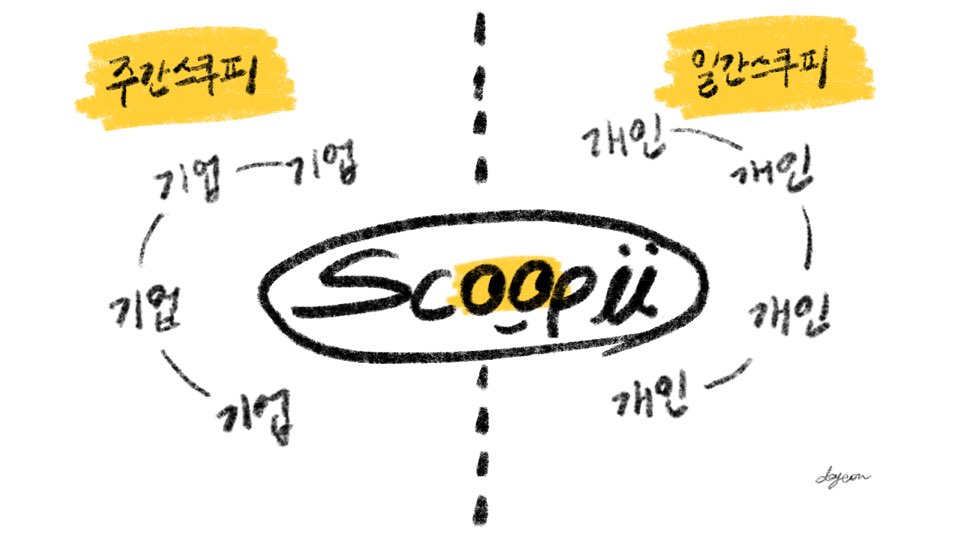 주간스쿠피
일간스쿠피
기업 기업
기업
기업
개인
개인
개인
개인
Scoopii
dayeon